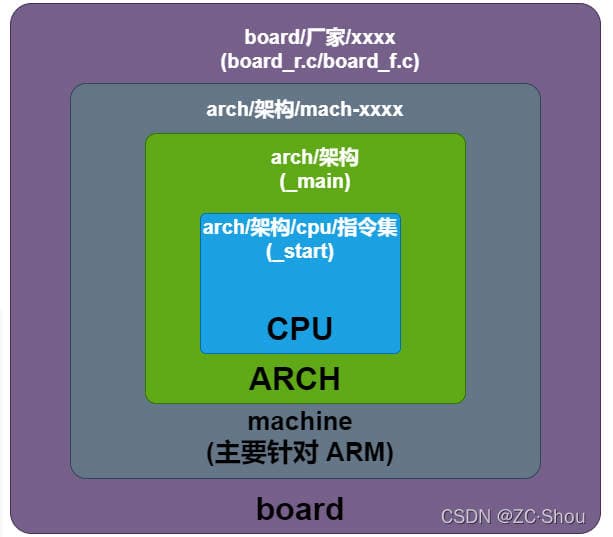 board/厂家/xxxx
(board_r.c/board_f.c)
arch/架构/mach-xxxx
arch/架构
(_main)
arch/架构/cpu/指令集
(_start)
CPU
ARCH
machine
(主要针对 ARM)
board
CSDN @ZC·Shou